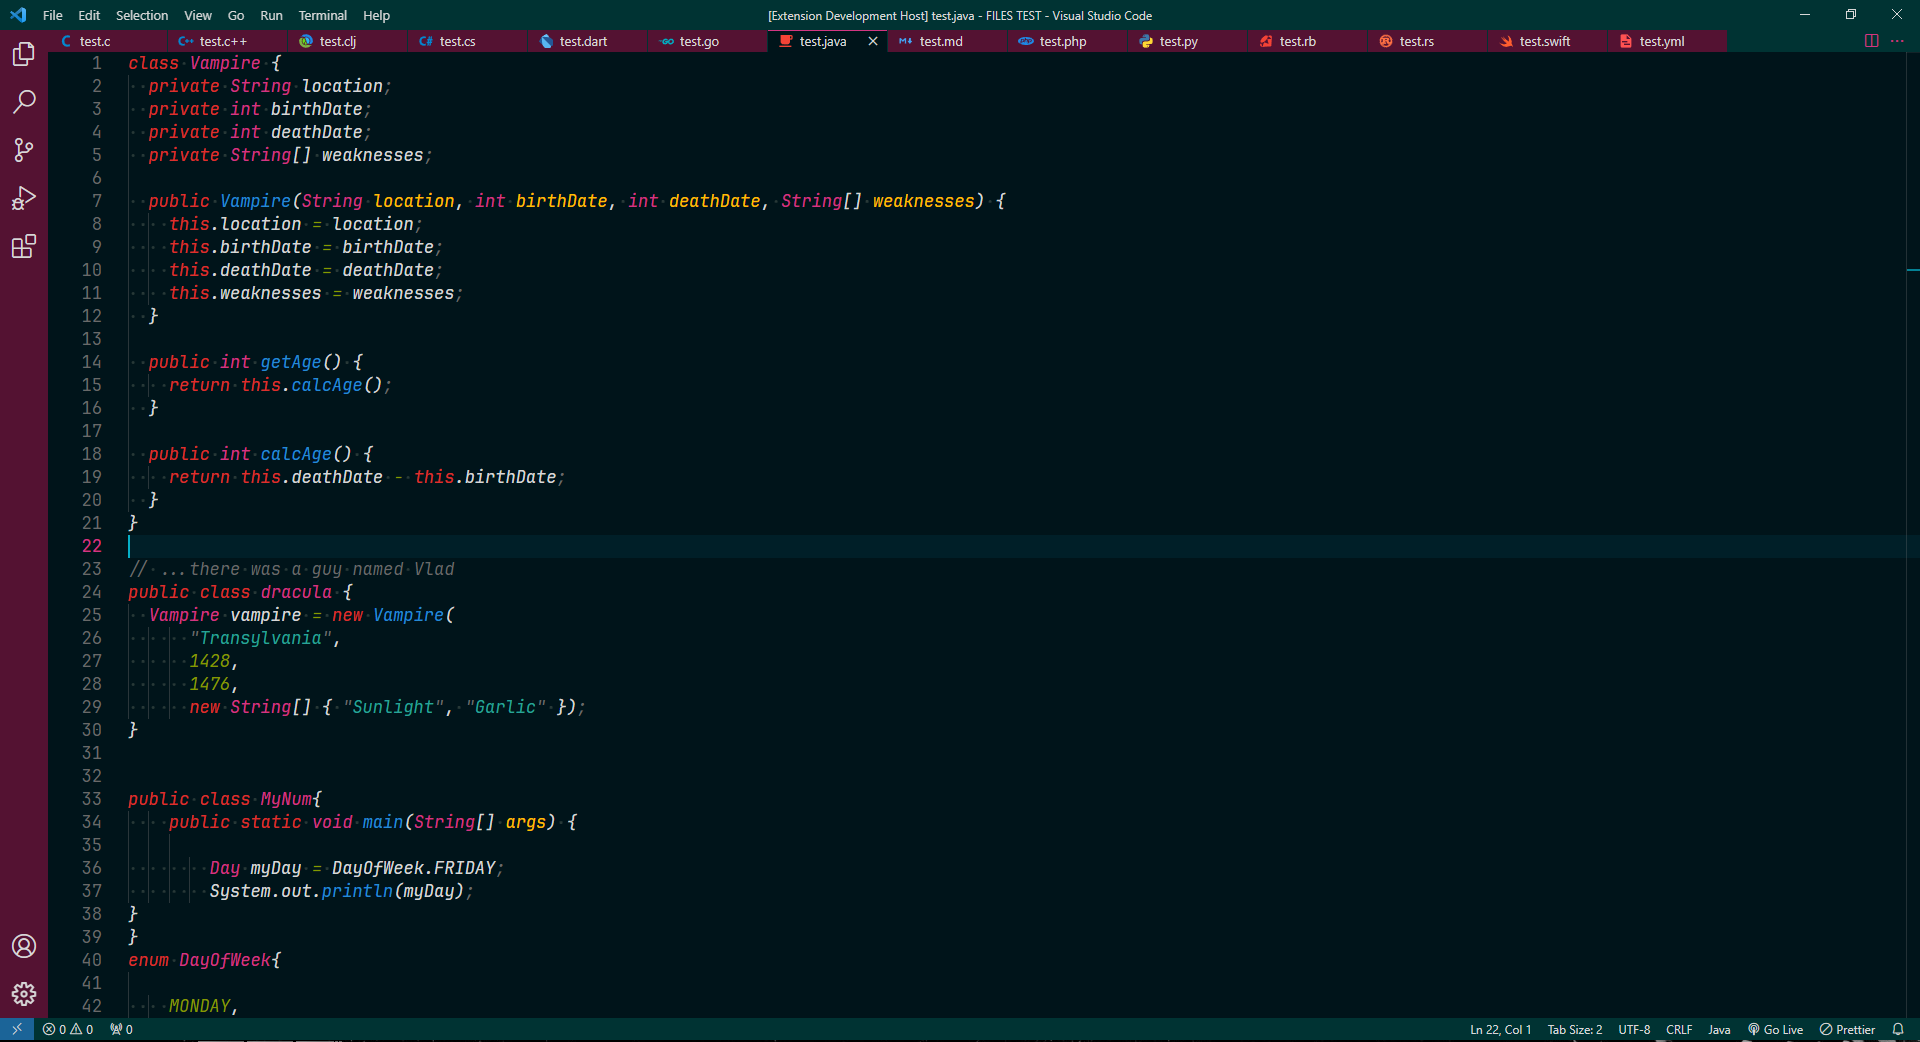 File Edit Selection View Go Run Terminal Help [Extension Development Host] test.java - FILES TEST - Visual Studio Code
test.c test.c++ test.clj test.cs test.dart test.go test.java test.md test.php test.py test.rb test.rs test.swift test.yml
1 class Vampire {
2 private String location;
3 private int birthDate;
4 private int deathDate;
5 private String[] weaknesses;
6
7 public Vampire(String location, int birthDate, int deathDate, String[] weaknesses) {
8 this.location = location;
9 this.birthDate = birthDate;
10 this.deathDate = deathDate;
11 this.weaknesses = weaknesses;
12 }
13
14 public int getAge() {
15 return this.calcAge();
16 }
17
18 public int calcAge() {
19 return this.deathDate - this.birthDate;
20 }
21 }
22
23 // ...there was a guy named Vlad
24 public class dracula {
25 Vampire vampire = new Vampire(
26 "Transylvania",
27 1428,
28 1476,
29 new String[] { "Sunlight", "Garlic" });
30 }
31
32
33 public class MyNum{
34 public static void main(String[] args) {
35
36 Day myDay = DayOfWeek.FRIDAY;
37 System.out.println(myDay);
38 }
39 }
40 enum DayOfWeek{
41
42 MONDAY,
0 0 0 Ln 22, Col 1 Tab Size: 2 UTF-8 CRLF Java Go Live Prettier